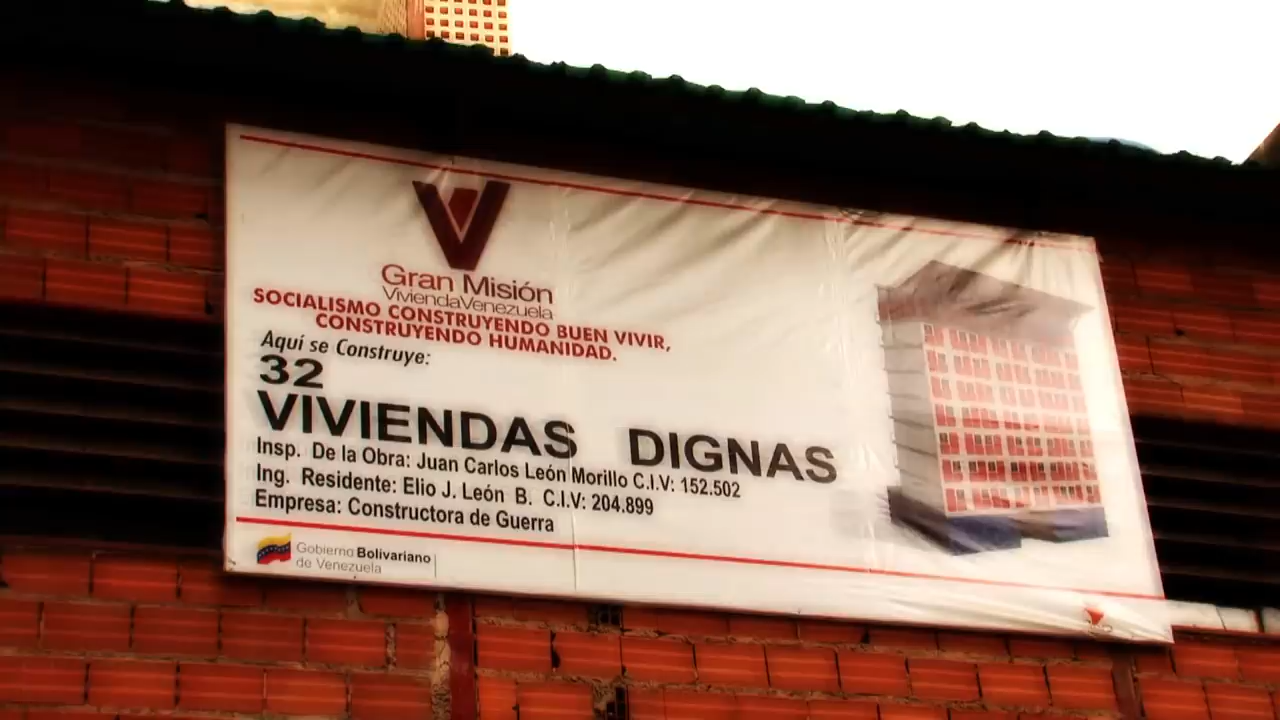 Gran Misión
ViviendaVenezuela
SOCIALISMO CONSTRUYENDO BUEN VIVIR,
CONSTRUYENDO HUMANIDAD.
Aquí se Construye:
32
VIVIENDAS DIGNAS
Insp. De la Obra: Juan Carlos León Morillo C.I.V: 152.502
Ing. Residente: Elio J. León B. C.I.V: 204.899
Empresa: Constructora de Guerra
Gobierno Bolivariano
de Venezuela